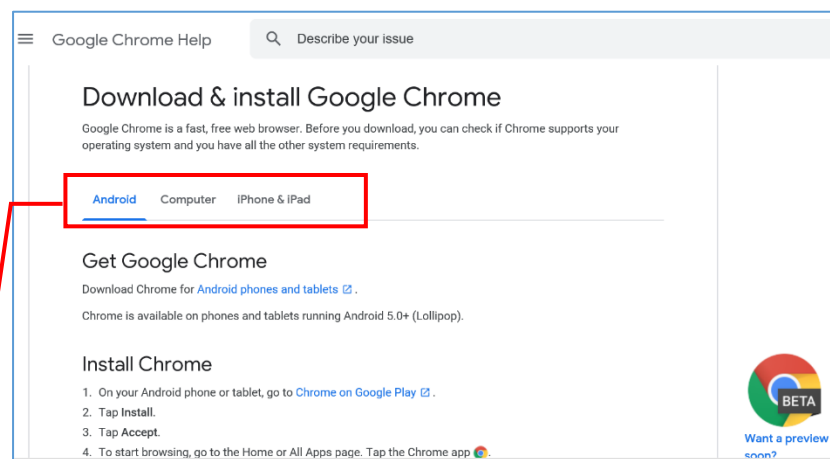 Google Chrome Help
Describe your issue
Download & install Google Chrome
Google Chrome is a fast, free web browser. Before you download, you can check if Chrome supports your
operating system and you have all the other system requirements.
Android Computer iPhone & iPad
Get Google Chrome
Download Chrome for Android phones and tablets .
Chrome is available on phones and tablets running Android 5.0+ (Lollipop).
Install Chrome
1. On your Android phone or tablet, go to Chrome on Google Play .
2. Tap Install.
3. Tap Accept.
4. To start browsing, go to the Home or All Apps page. Tap the Chrome app .
BETA
Want a preview
soon?